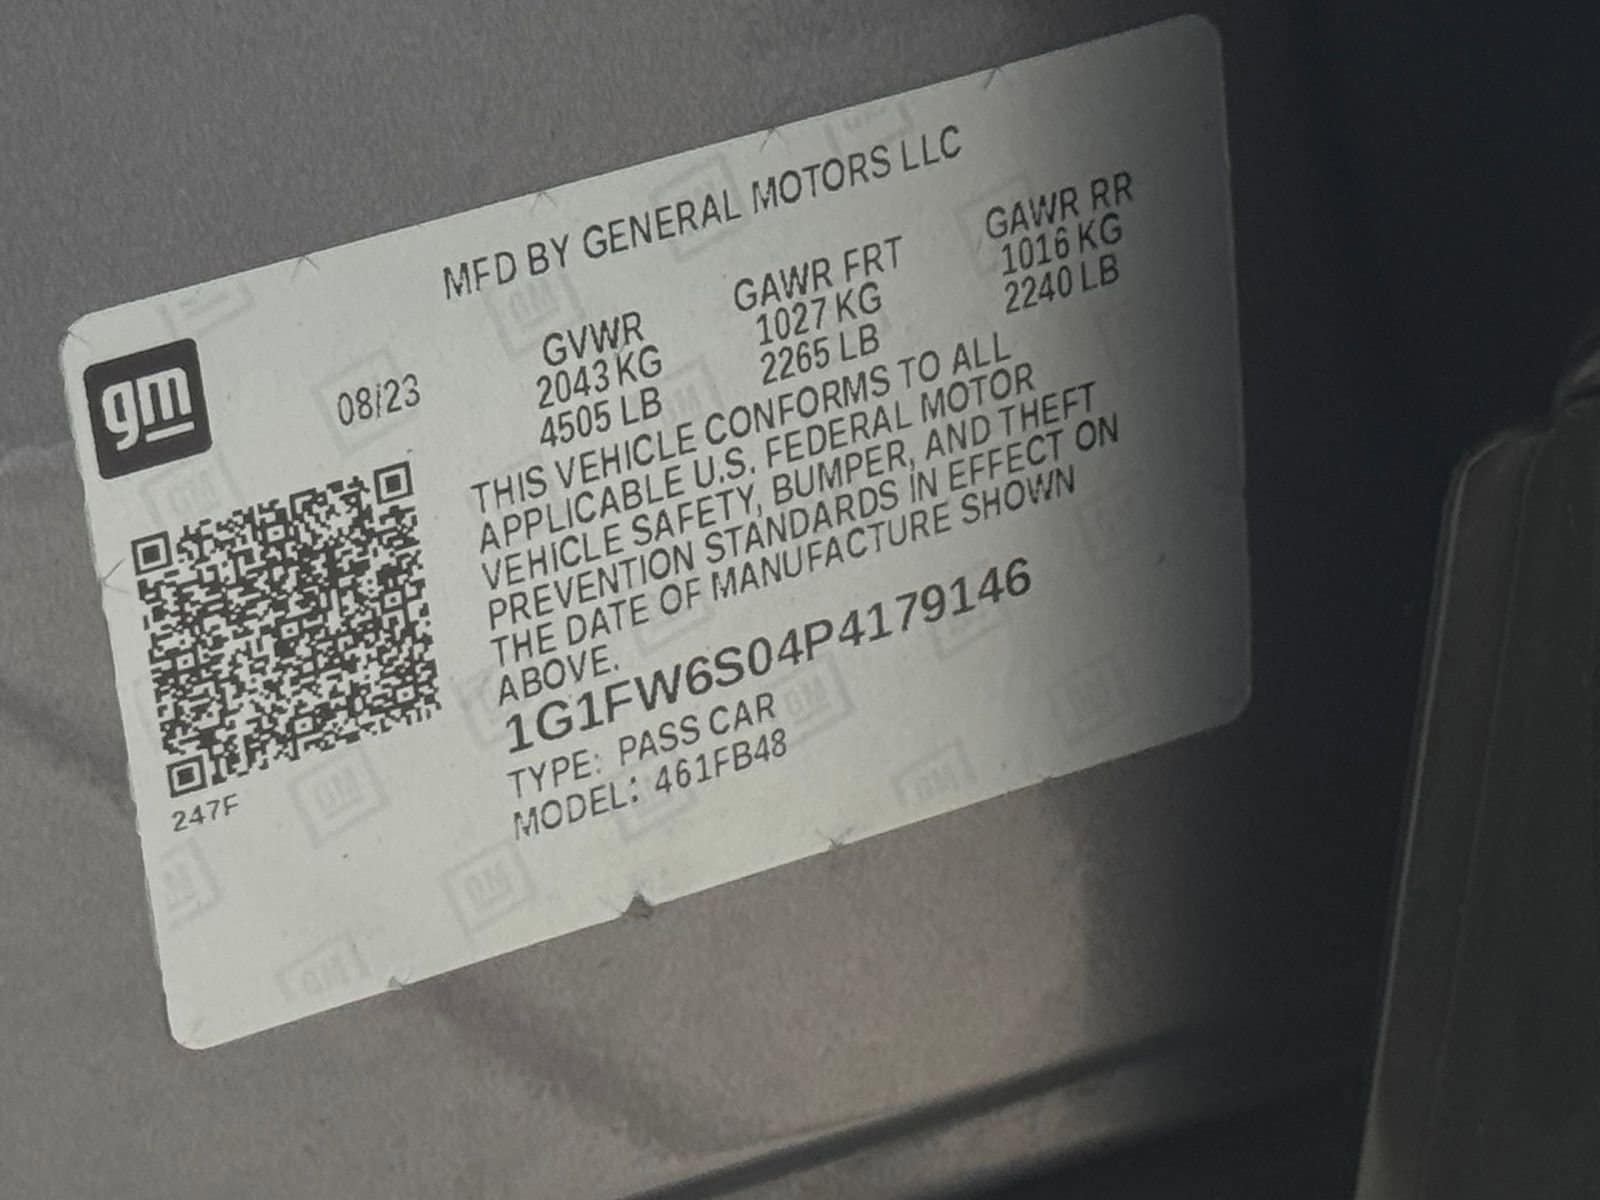 MFD BY GENERAL MOTORS LLC
gm
08/23
GVWR GAWR FRT GAWR RR
2043 KG 1027 KG 1016 KG
4505 LB 2265 LB 2240 LB
THIS VEHICLE CONFORMS TO ALL
APPLICABLE U.S. FEDERAL MOTOR
VEHICLE SAFETY, BUMPER, AND THEFT
PREVENTION STANDARDS IN EFFECT ON
THE DATE OF MANUFACTURE SHOWN
ABOVE.
1G1FW6S04P4179146
TYPE: PASS CAR
MODEL: 461FB48
247F